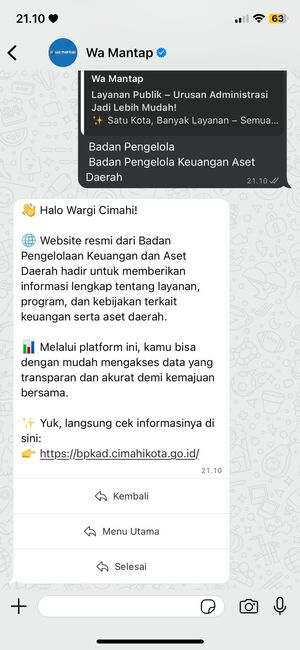 21.10
63
Wa Mantap
Wa Mantap
Layanan Publik – Urusan Administrasi
Jadi Lebih Mudah!
✨ Satu Kota, Banyak Layanan – Semua...
Badan Pengelola
Badan Pengelola Keuangan Aset
Daerah
21.10
👋 Halo Wargi Cimahi!
🌐 Website resmi dari Badan
Pengelolaan Keuangan dan Aset
Daerah hadir untuk memberikan
informasi lengkap tentang layanan,
program, dan kebijakan terkait
keuangan serta aset daerah.
📊 Melalui platform ini, kamu bisa
dengan mudah mengakses data yang
transparan dan akurat demi kemajuan
bersama.
✨ Yuk, langsung cek informasinya di
sini:
👉 https://bpkad.cimahikota.go.id/
21.10
Kembali
Menu Utama
Selesai